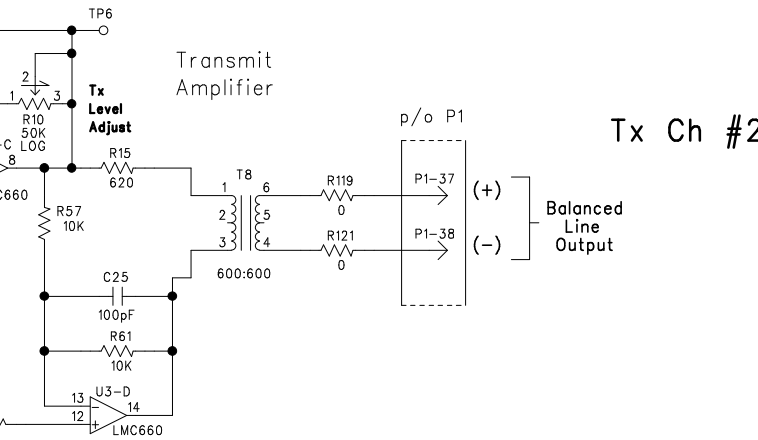 TP6
Transmit
Amplifier
2
1
3
Tx
Level
Adjust
R10
50K
LOG
p/o P1
Tx Ch #2
-C
8
C660
R15
620
T8
1
6
2
5
3
4
600:600
R119
0
P1-37
(+)
R121
0
P1-38
(-)
Balanced
Line
Output
R57
10K
C25
100pF
R61
10K
U3-D
13
-
14
12
+
LMC660